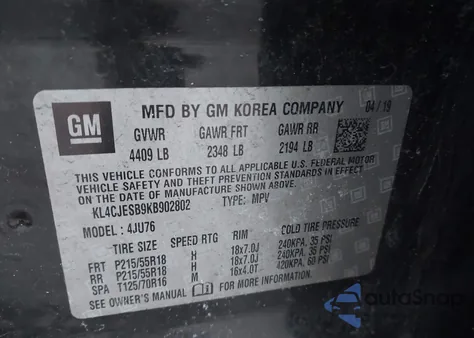 GM
MFD BY GM KOREA COMPANY 04/19
GVWR GAWR FRT GAWR RR
4409 LB 2348 LB 2194 LB
THIS VEHICLE CONFORMS TO ALL APPLICABLE U.S. FEDERAL MOTOR
VEHICLE SAFETY AND THEFT PREVENTION STANDARDS IN EFFECT ON
THE DATE OF MANUFACTURE SHOWN ABOVE.
KL4CJESB9KB902802 TYPE: MPV
MODEL: 4JU76
SPEED RTG RIM COLD TIRE PRESSURE
FRT P215/55R18 H 18x7.0J 240KPA, 35 PSI
RR P215/55R18 H 18x7.0J 240KPA, 35 PSI
SPA T125/70R16 M 16x4.0T 420KPA, 60 PSI
SEE OWNER'S MANUAL FOR MORE INFORMATION.
autoSnap